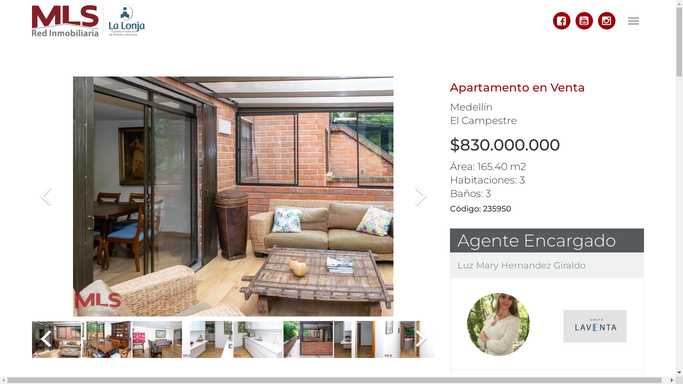 MLS
Red Inmobiliaria
La Lonja
Apartamento en Venta
Medellín
El Campestre
$830.000.000
Área: 165.40 m2
Habitaciones: 3
Baños: 3
Código: 235950
Agente Encargado
Luz Mary Hernandez Giraldo
MLS
LAVENTA